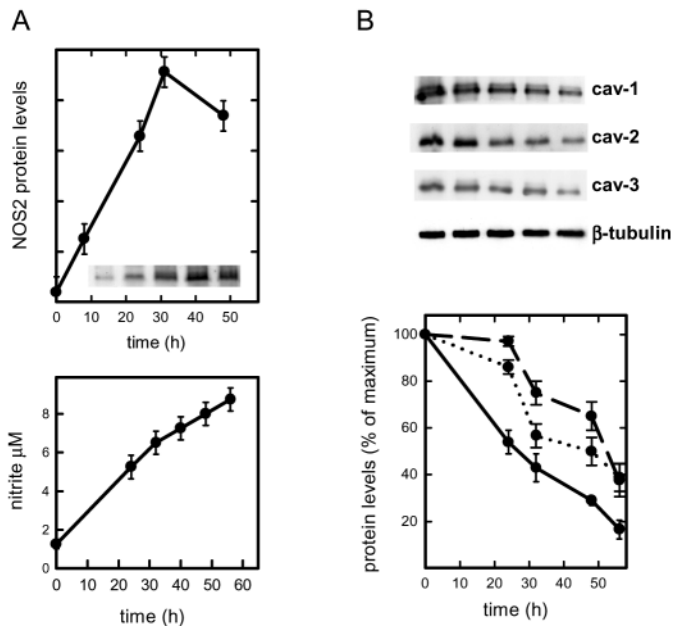 A
NOS2 protein levels
0 10 20 30 40 50
time (h)
nitrite μM
8
6
4
2
0
0 10 20 30 40 50 60
time (h)
B
cav-1
cav-2
cav-3
β-tubulin
protein levels (% of maximum)
100
80
60
40
20
0 10 20 30 40 50
time (h)